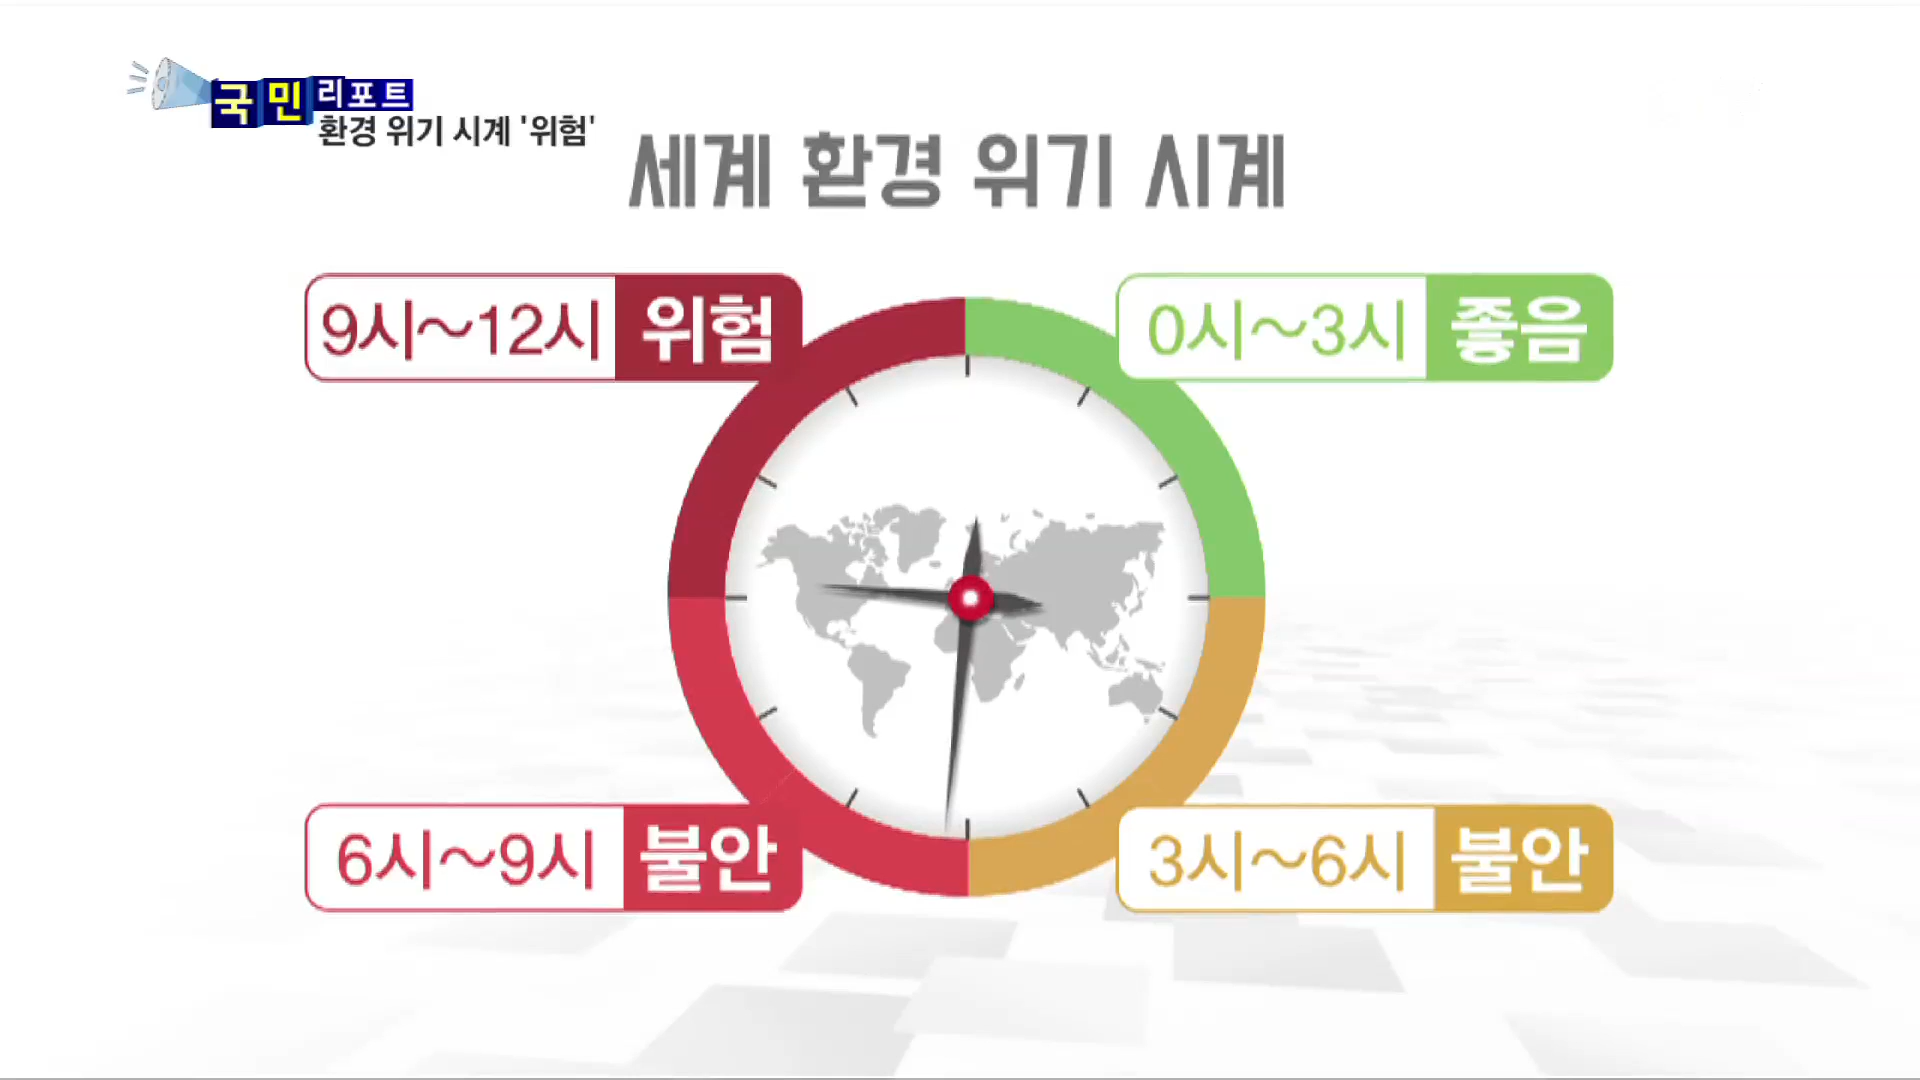 국민리포트
환경 위기 시계 '위험'
세계 환경 위기 시계
9시~12시 위험
0시~3시 좋음
6시~9시 불안
3시~6시 불안